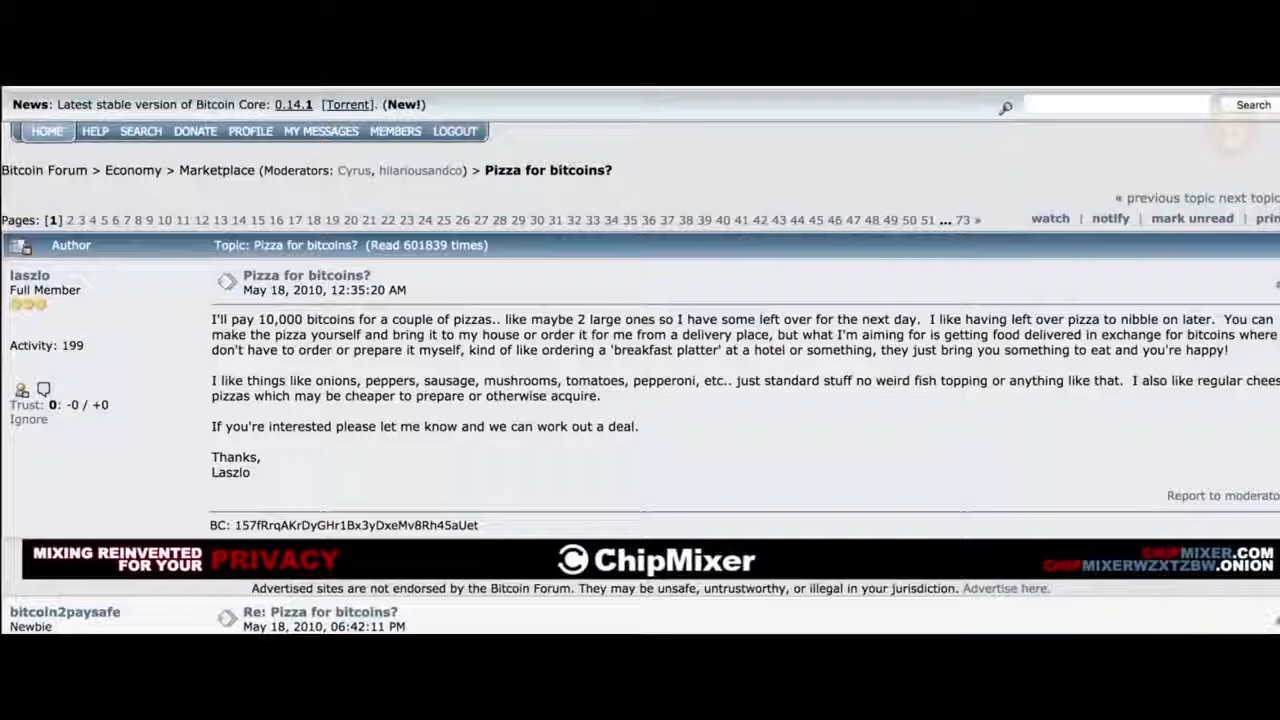 News: Latest stable version of Bitcoin Core: 0.14.1 [Torrent]. (New!)
Search
HOME HELP SEARCH DONATE PROFILE MY MESSAGES MEMBERS LOGOUT
Bitcoin Forum > Economy > Marketplace (Moderators: Cyrus, hilariousandco) > Pizza for bitcoins?
« previous topic next topic
Pages: [1] 2 3 4 5 6 7 8 9 10 11 12 13 14 15 16 17 18 19 20 21 22 23 24 25 26 27 28 29 30 31 32 33 34 35 36 37 38 39 40 41 42 43 44 45 46 47 48 49 50 51 ... 73 »
watch | notify | mark unread | prin
Author
Topic: Pizza for bitcoins? (Read 601839 times)
laszlo
Full Member
Activity: 199
Trust: 0: -0 / +0
Ignore
Pizza for bitcoins?
May 18, 2010, 12:35:20 AM
I'll pay 10,000 bitcoins for a couple of pizzas.. like maybe 2 large ones so I have some left over for the next day. I like having left over pizza to nibble on later. You can
make the pizza yourself and bring it to my house or order it for me from a delivery place, but what I'm aiming for is getting food delivered in exchange for bitcoins where
don't have to order or prepare it myself, kind of like ordering a 'breakfast platter' at a hotel or something, they just bring you something to eat and you're happy!
I like things like onions, peppers, sausage, mushrooms, tomatoes, pepperoni, etc.. just standard stuff no weird fish topping or anything like that. I also like regular chees
pizzas which may be cheaper to prepare or otherwise acquire.
If you're interested please let me know and we can work out a deal.
Thanks,
Laszlo
Report to moderato
BC: 157fRrqAKrDyGHr1Bx3yDxeMv8Rh45aUet
MIXING REINVENTED
FOR YOUR PRIVACY
ChipMixer
CHIPMIXER.COM
CHIPMIXERWZXTZBW.ONION
Advertised sites are not endorsed by the Bitcoin Forum. They may be unsafe, untrustworthy, or illegal in your jurisdiction. Advertise here.
bitcoin2paysafe
Newbie
Re: Pizza for bitcoins?
May 18, 2010, 06:42:11 PM